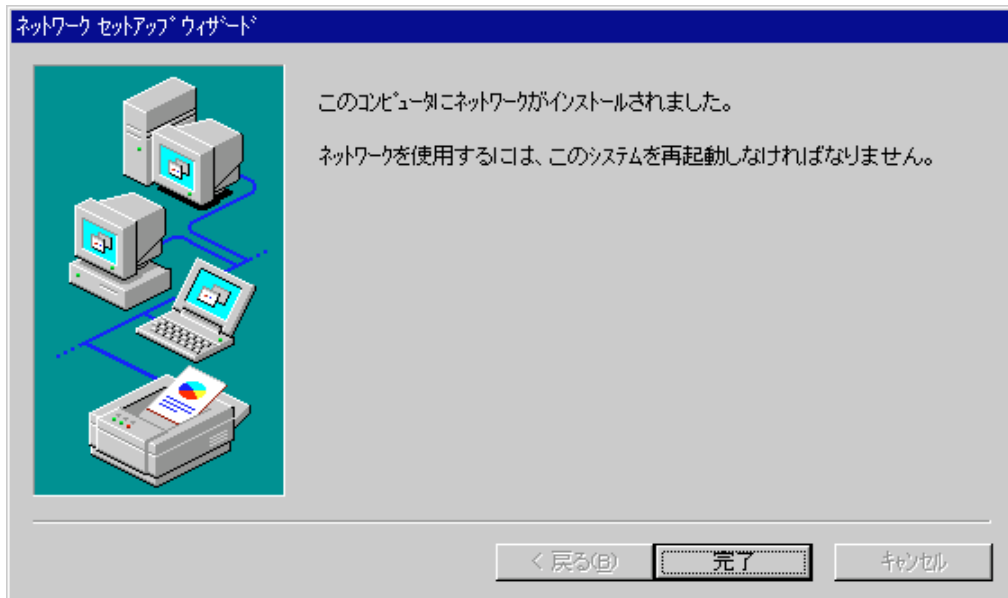 ネットワーク セットアップ ウィザード
このコンピュータにネットワークがインストールされました。
ネットワークを使用するには、このシステムを再起動しなければなりません。
< 戻る(B)
完了
キャンセル